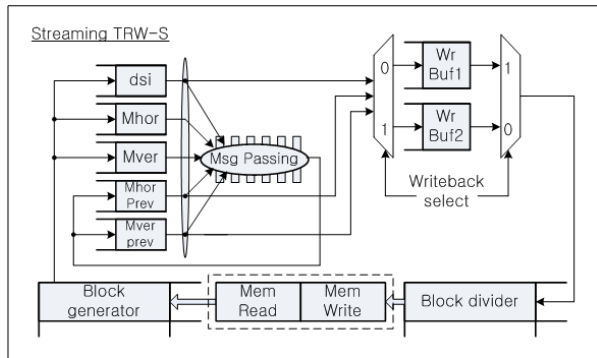 Streaming TRW-S
dsi
Mhor
Mver
Mhor
Prev
Mver
prev
Msg Passing
0
1
Wr
Buf1
Wr
Buf2
1
0
Writeback
select
Block
generator
Mem
Read
Mem
Write
Block divider